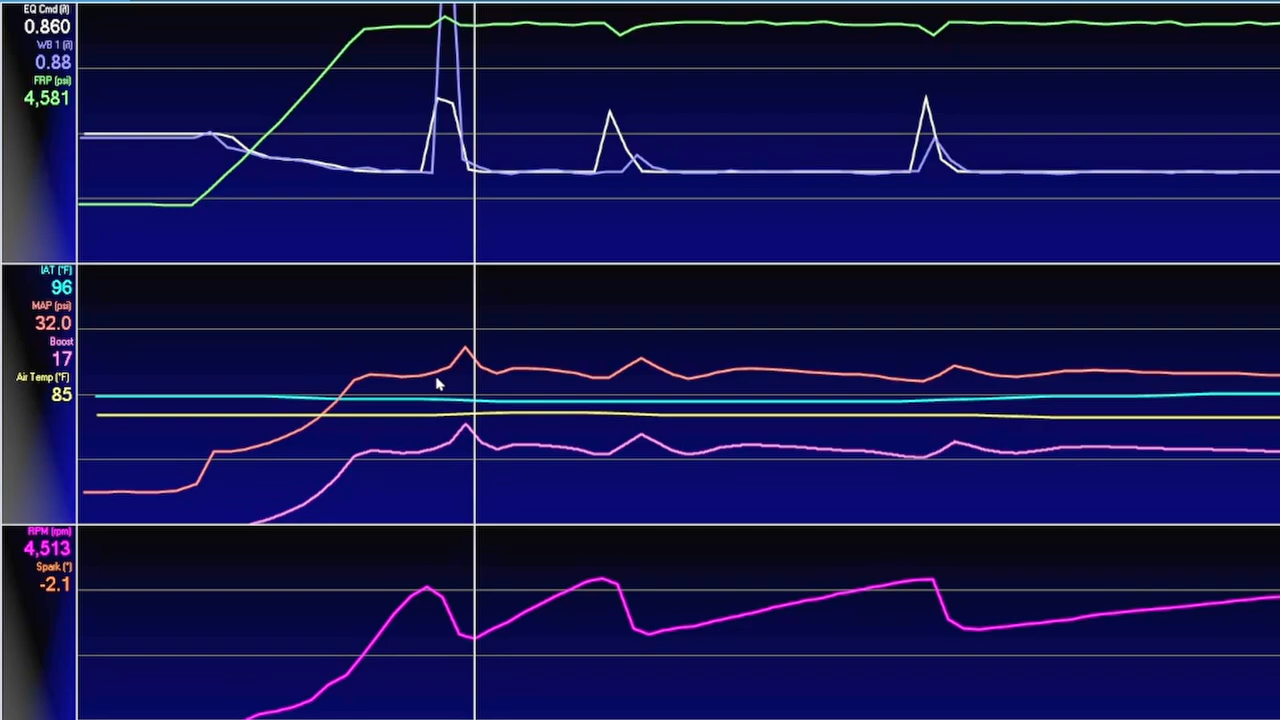 EQ Cmd (λ)
0.860
WB 1 (λ)
0.88
FRP (psi)
4,581
IAT (°F)
96
MAP (psi)
32.0
Boost
17
Air Temp (°F)
85
RPM (rpm)
4,513
Spark (°)
-2.1